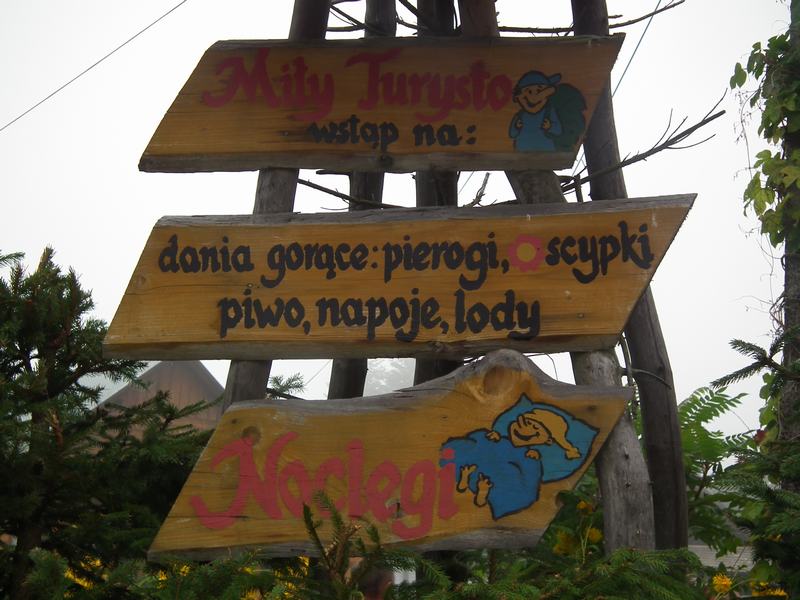 Miły Turysto
wstąp na:
dania gorące: pierogi, oscypki
piwo, napoje, lody
Noclegi